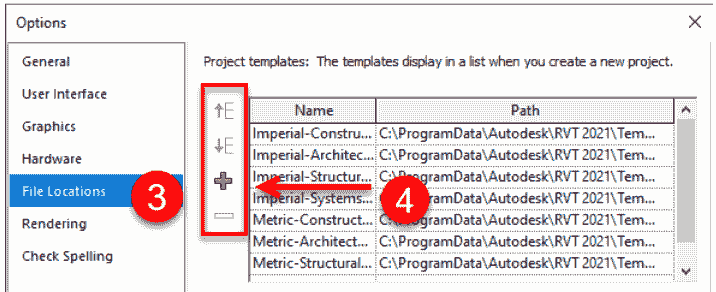 Options
General
User Interface
Graphics
Hardware
File Locations
Rendering
Check Spelling
3
Project templates: The templates display in a list when you create a new project.
Name Path
Imperial-Constru... C:\ProgramData\Autodesk\RVT 2021\Tem...
Imperial-Architec... C:\ProgramData\Autodesk\RVT 2021\Tem...
Imperial-Structur... C:\ProgramData\Autodesk\RVT 2021\Tem...
Imperial-Systems... C:\ProgramData\Autodesk\RVT 2021\Tem...
Metric-Construct... C:\ProgramData\Autodesk\RVT 2021\Tem...
Metric-Architect... C:\ProgramData\Autodesk\RVT 2021\Tem...
Metric-Structural... C:\ProgramData\Autodesk\RVT 2021\Tem...
4